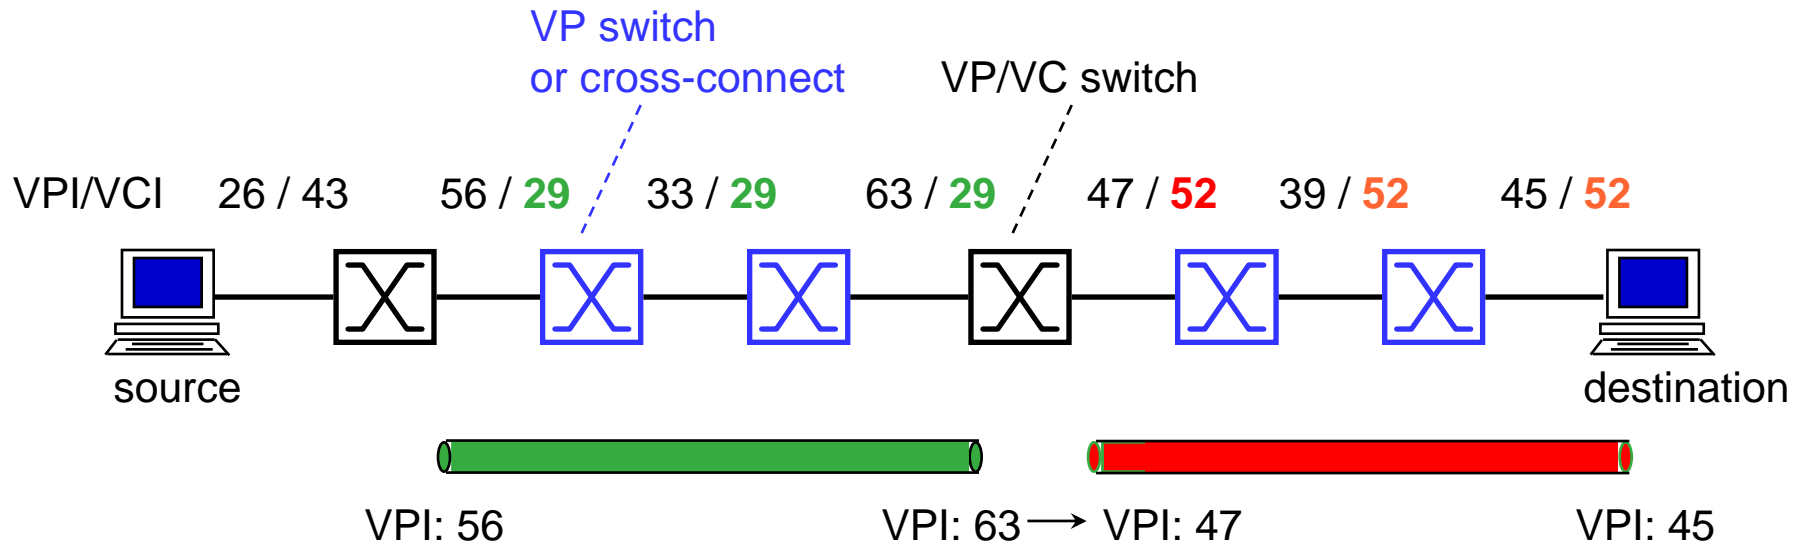 VP switch
or cross-connect
VP/VC switch
VPI/VCI 26 / 43 56 / 29 33 / 29 63 / 29 47 / 52 39 / 52 45 / 52
source
destination
VPI: 56
VPI: 63
VPI: 47
VPI: 45